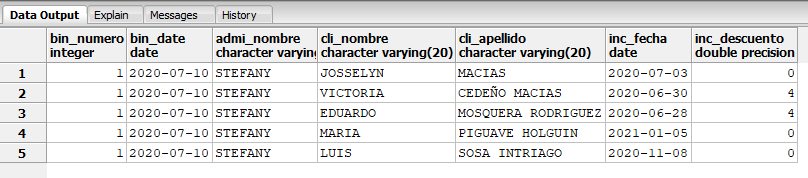 Data Output Explain Messages History
bin_numero bin_date admi_nombre cli_nombre cli_apellido inc_fecha inc_descuento
integer date character varying character varying(20) character varying(20) date double precision
1 1 2020-07-10 STEFANY JOSSELYN MACIAS 2020-07-03 0
2 1 2020-07-10 STEFANY VICTORIA CEDEÑO MACIAS 2020-06-30 4
3 1 2020-07-10 STEFANY EDUARDO MOSQUERA RODRIGUEZ 2020-06-28 4
4 1 2020-07-10 STEFANY MARIA PIGUAVE HOLGUIN 2021-01-05 0
5 1 2020-07-10 STEFANY LUIS SOSA INTRIAGO 2020-11-08 0